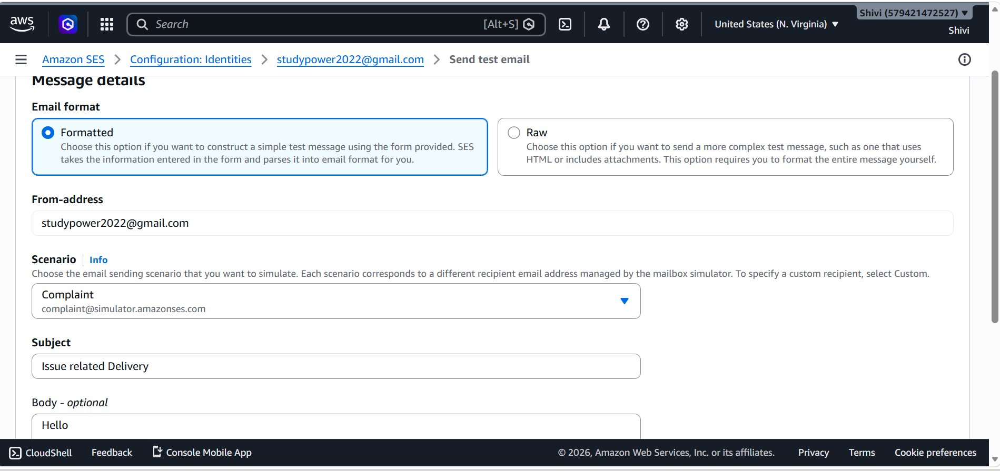 aws
Search
[Alt+S]
United States (N. Virginia)
Shivi (579421472527)
Shivi
Amazon SES
Configuration: Identities
studypower2022@gmail.com
Send test email
Message details
Email format
Formatted
Choose this option if you want to construct a simple test message using the form provided. SES
takes the information entered in the form and parses it into email format for you.
Raw
Choose this option if you want to send a more complex test message, such as one that uses
HTML or includes attachments. This option requires you to format the entire message yourself.
From-address
studypower2022@gmail.com
Scenario
Info
Choose the email sending scenario that you want to simulate. Each scenario corresponds to a different recipient email address managed by the mailbox simulator. To specify a custom recipient, select Custom.
Complaint
complaint@simulator.amazonses.com
Subject
Issue related Delivery
Body - optional
Hello
CloudShell
Feedback
Console Mobile App
© 2026, Amazon Web Services, Inc. or its affiliates.
Privacy
Terms
Cookie preferences